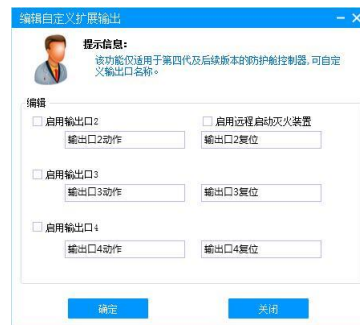 编辑自定义扩展输出
提示信息:
该功能仅适用于第四代及后续版本的防护舱控制器,可自定
义输出口名称。
编辑
启用输出口2
启用远程启动灭火装置
输出口2动作
输出口2复位
启用输出口3
输出口3动作
输出口3复位
启用输出口4
输出口4动作
输出口4复位
确定
关闭